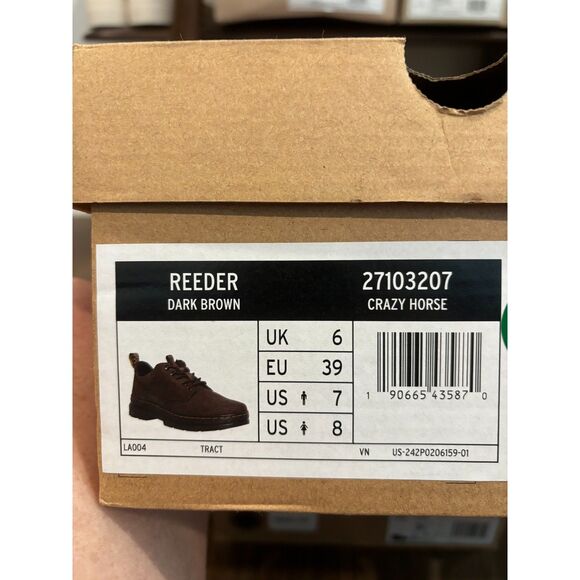 REEDER 27103207
DARK BROWN CRAZY HORSE
UK 6
EU 39
US 7
US 8
1 90665 43587 0
LA004 TRACT VN US-242P0206159-01